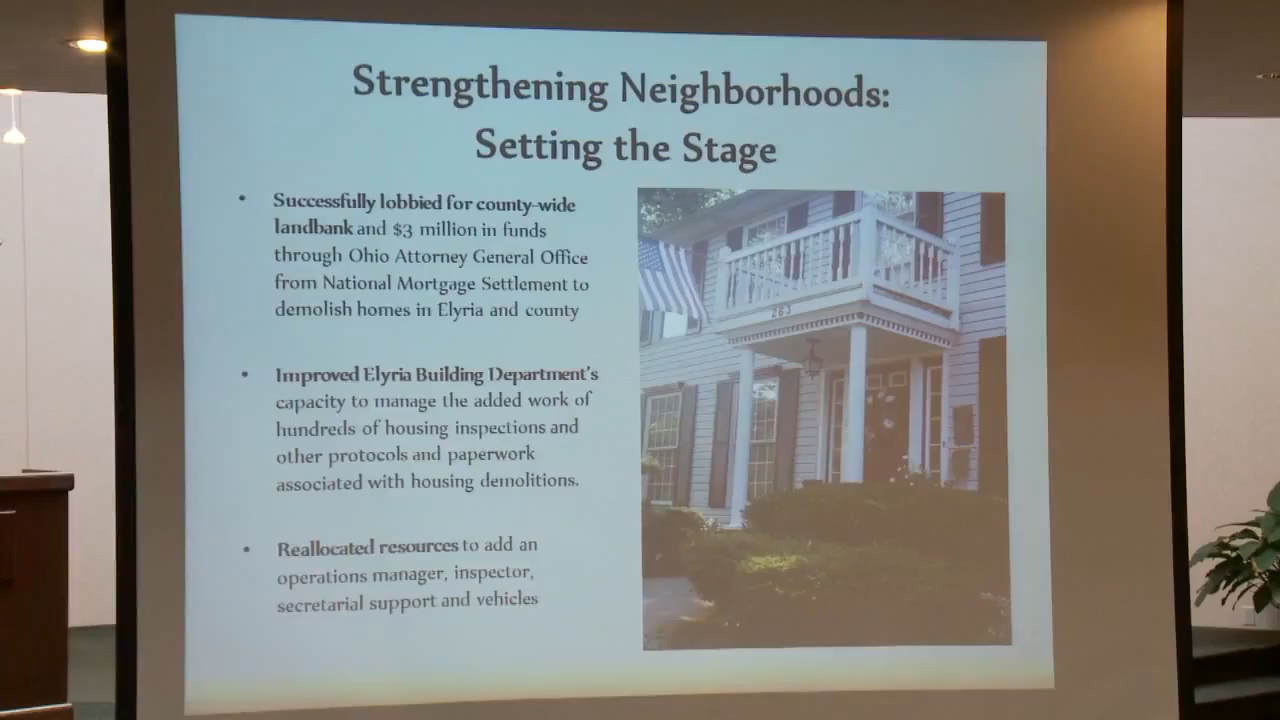 Strengthening Neighborhoods:
Setting the Stage
• Successfully lobbied for county-wide
landbank and $3 million in funds
through Ohio Attorney General Office
from National Mortgage Settlement to
demolish homes in Elyria and county
• Improved Elyria Building Department's
capacity to manage the added work of
hundreds of housing inspections and
other protocols and paperwork
associated with housing demolitions.
• Reallocated resources to add an
operations manager, inspector,
secretarial support and vehicles
263